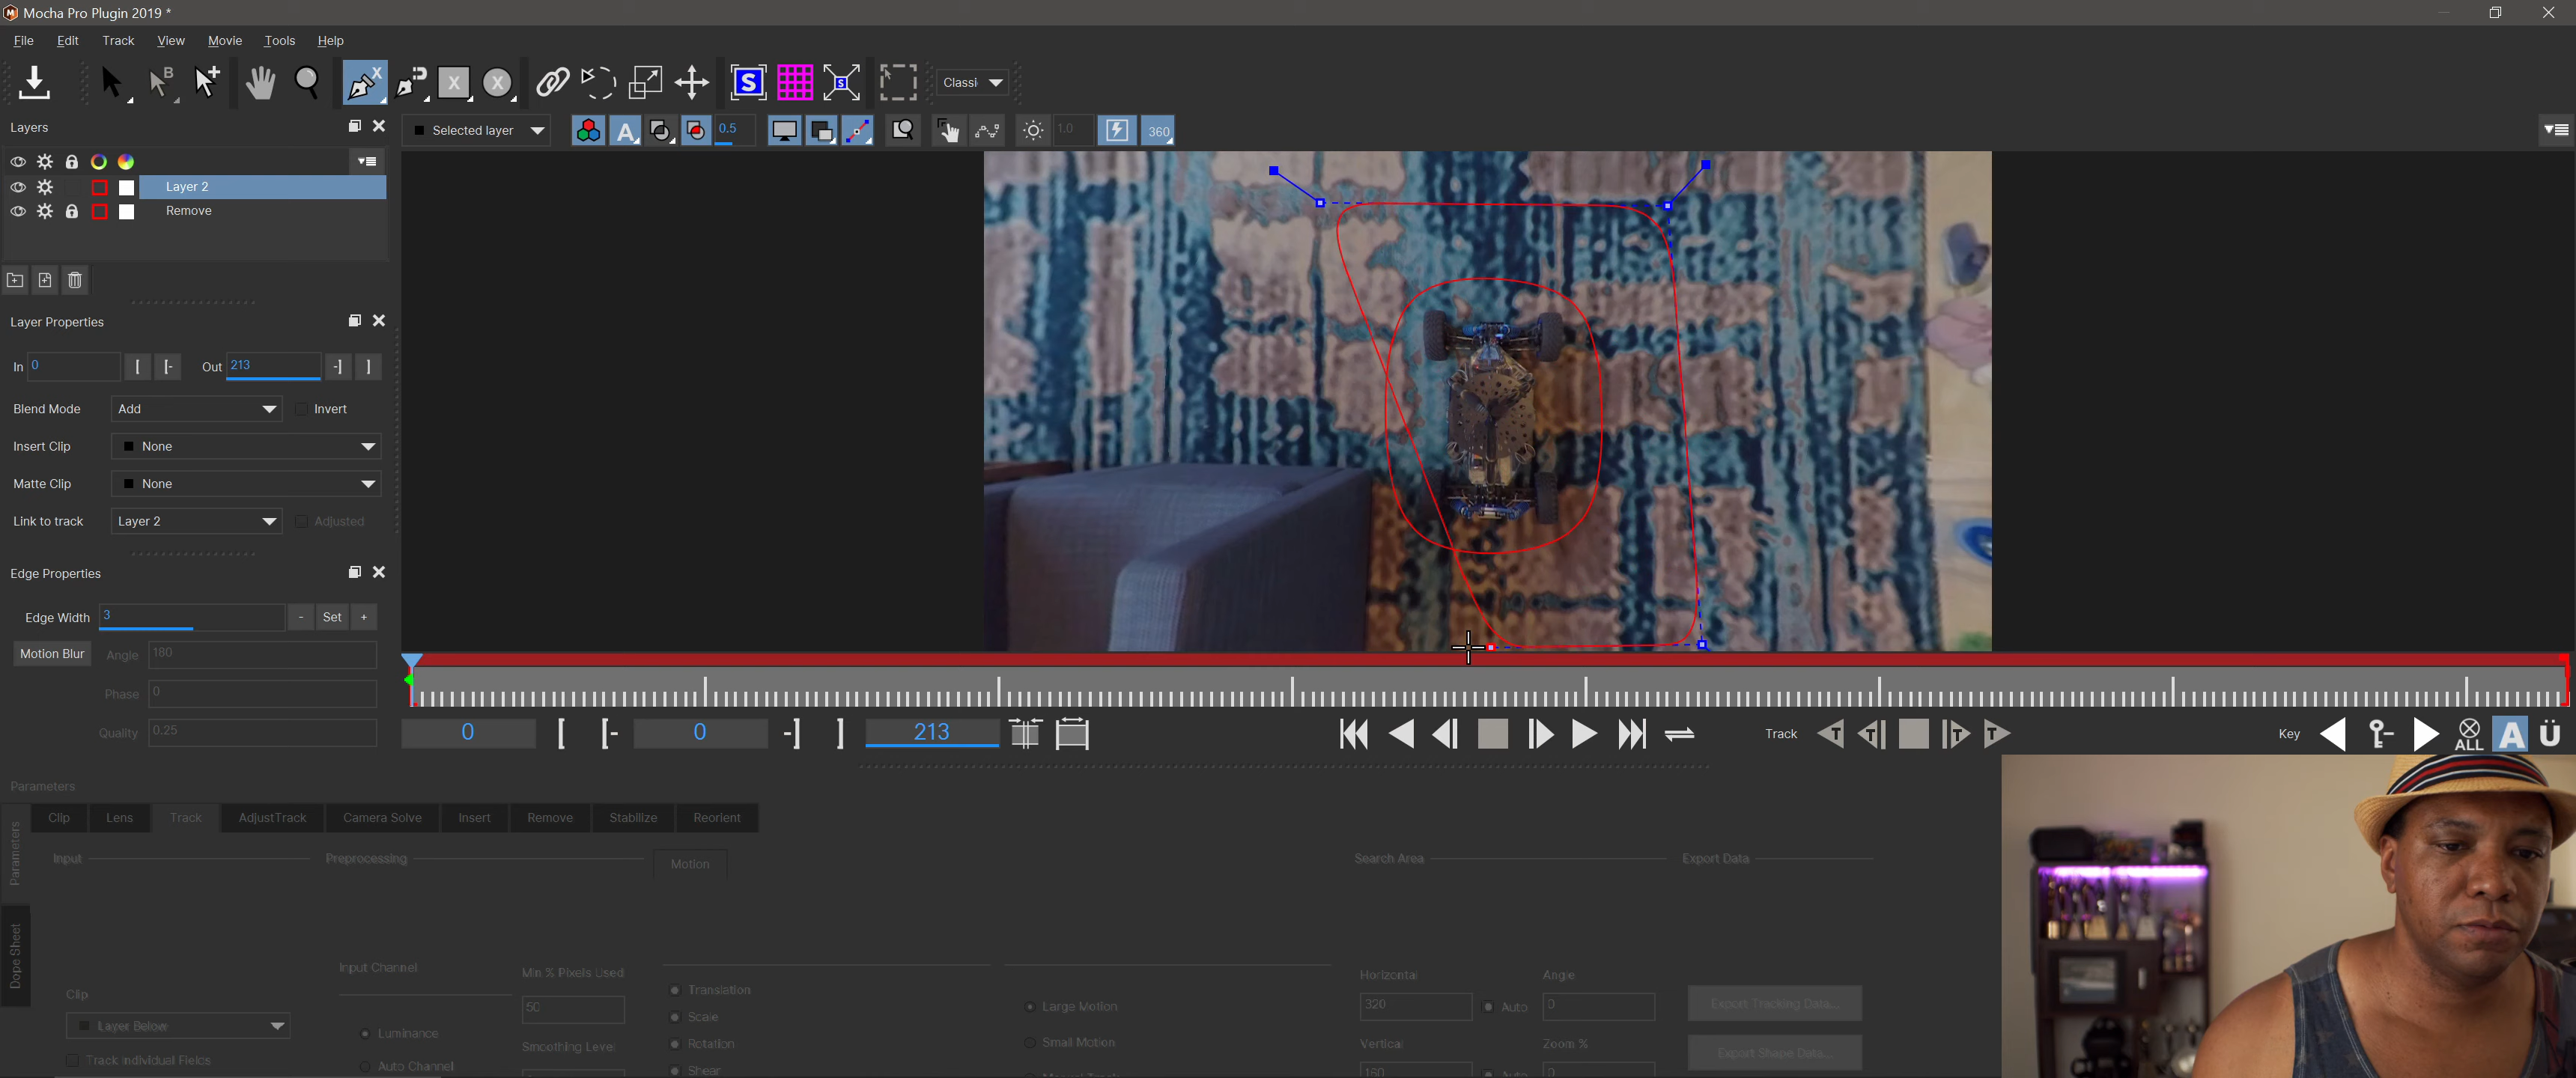 Mocha Pro Plugin 2019 *
File Edit Track View Movie Tools Help
B X X X S S Classi
Layers
Selected layer A 0.5 1.0 360
Layer 2
Remove
Layer Properties
In 0 [ [- Out 213 -] ]
Blend Mode Add Invert
Insert Clip None
Matte Clip None
Link to track Layer 2 Adjusted
Edge Properties
Edge Width 3 - Set +
Motion Blur Angle 180
Phase 0
Quality 0.25
0 [ [- 0 -] ] 213 Track T T T T Key ALL A Ü
Parameters
Clip Lens Track AdjustTrack Camera Solve Insert Remove Stabilize Reorient
Parameters
Dope Sheet
Input Preprocessing Motion Search Area Export Data
Input Channel Min % Pixels Used Horizontal Angle
Clip 50 Translation Large Motion 320 Auto 0 Export Tracking Data...
Layer Below Luminance Scale
Smoothing Level Rotation Small Motion Vertical Zoom % Export Shape Data...
Track Individual Fields Auto Channel Shear Manual Track 160 Auto 0